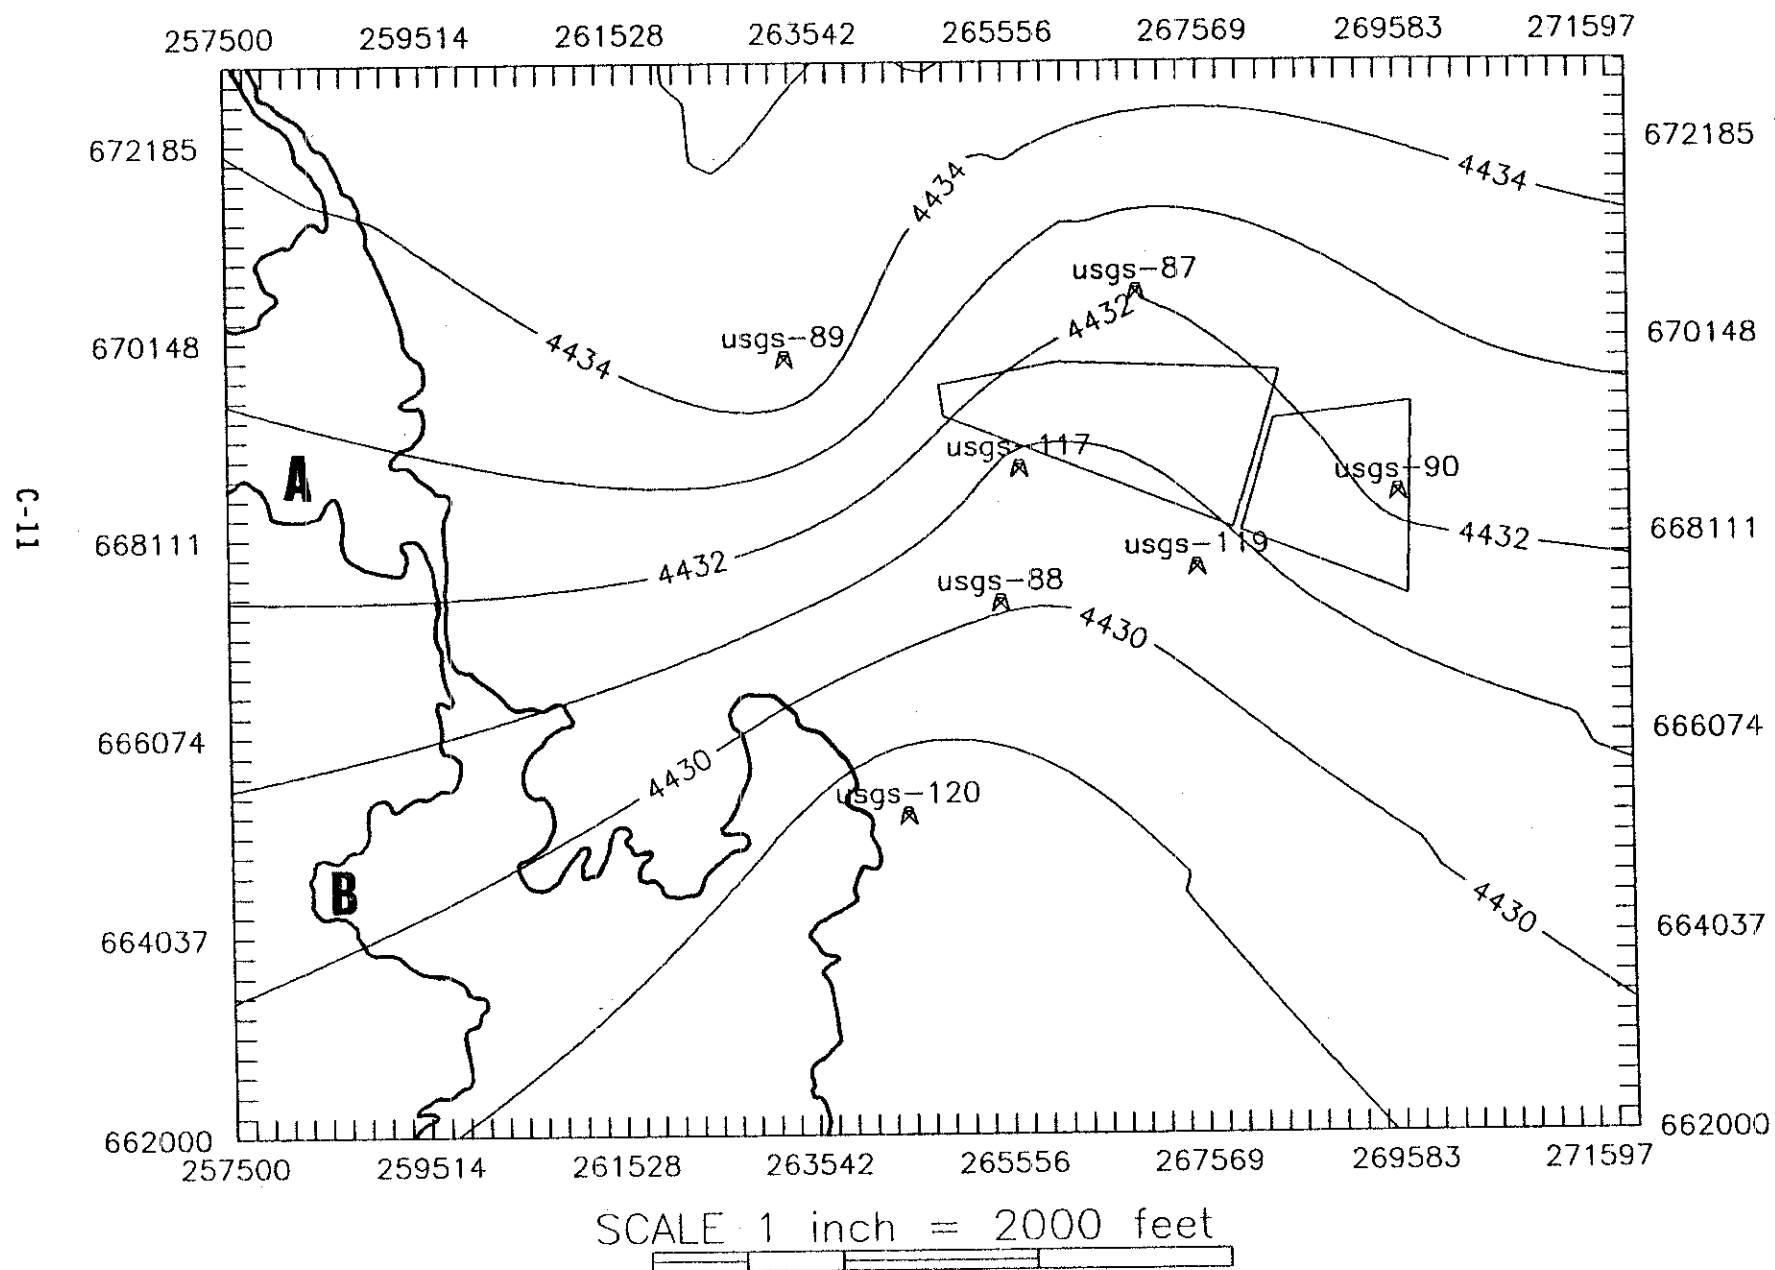 257500 259514 261528 263542 265556 267569 269583 271597
672185 672185
4434
4434
usgs-87
4432
usgs-89
670148 670148
4434
usgs-117
usgs-90
A
C-11
4432
668111 668111
usgs-119
4432
usgs-88
4430
666074 666074
4430
usgs-120
B
4430
664037 664037
662000 662000
257500 259514 261528 263542 265556 267569 269583 271597
SCALE 1 inch = 2000 feet